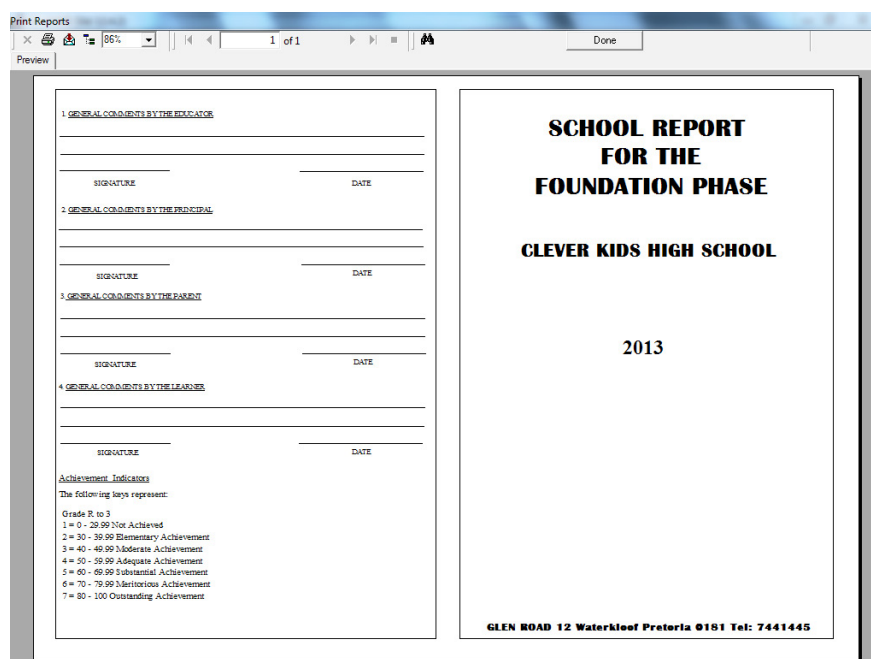 Print Reports
86%
1 of 1
Done
Preview
1. GENERAL COMMENTS BY THE EDUCATOR
SIGNATURE DATE
2. GENERAL COMMENTS BY THE PRINCIPAL
SIGNATURE DATE
3. GENERAL COMMENTS BY THE PARENT
SIGNATURE DATE
4. GENERAL COMMENTS BY THE LEARNER
SIGNATURE DATE
Achievement Indicators
The following keys represent:
Grade R to 3
1 = 0 - 29.99 Not Achieved
2 = 30 - 39.99 Elementary Achievement
3 = 40 - 49.99 Moderate Achievement
4 = 50 - 59.99 Adequate Achievement
5 = 60 - 69.99 Substantial Achievement
6 = 70 - 79.99 Meritorious Achievement
7 = 80 - 100 Outstanding Achievement
SCHOOL REPORT
FOR THE
FOUNDATION PHASE
CLEVER KIDS HIGH SCHOOL
2013
GLEN ROAD 12 Waterkloof Pretoria 0181 Tel: 7441445